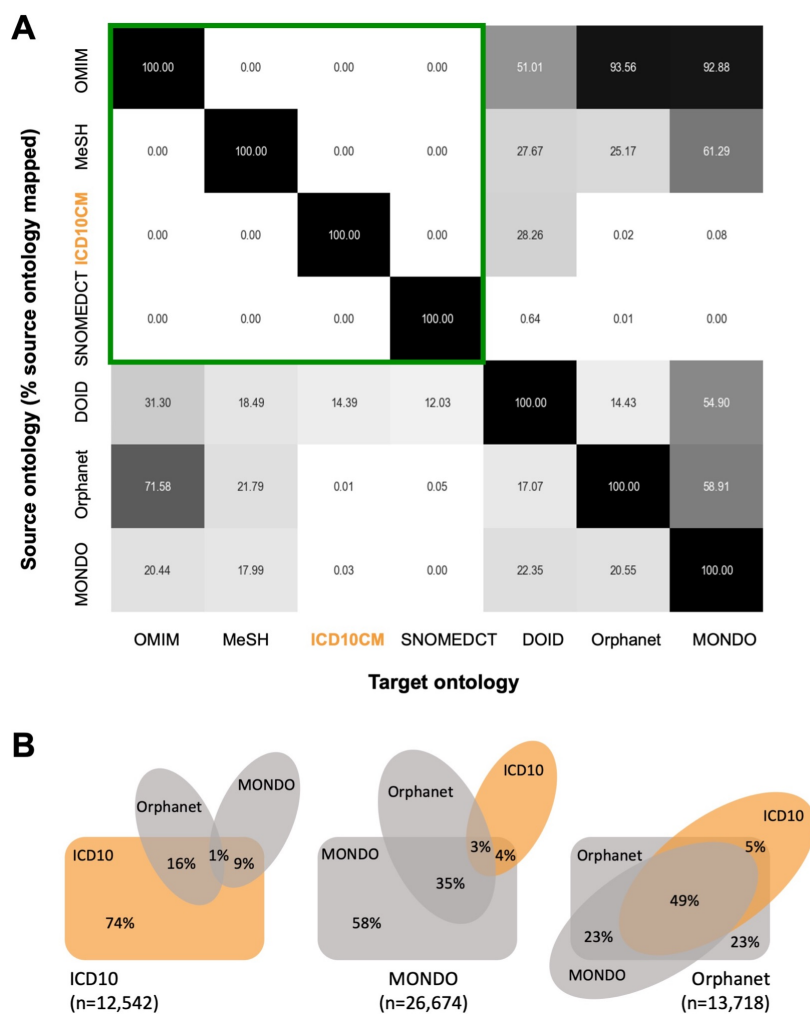 A
Source ontology (% source ontology mapped)
OMIM 100.00 0.00 0.00 0.00 51.01 93.56 92.88
MeSH 0.00 100.00 0.00 0.00 27.67 25.17 61.29
ICD10CM 0.00 0.00 100.00 0.00 28.26 0.02 0.08
SNOMEDCT 0.00 0.00 0.00 100.00 0.64 0.01 0.00
DOID 31.30 18.49 14.39 12.03 100.00 14.43 54.90
Orphanet 71.58 21.79 0.01 0.05 17.07 100.00 58.91
MONDO 20.44 17.99 0.03 0.00 22.35 20.55 100.00
OMIM MeSH ICD10CM SNOMEDCT DOID Orphanet MONDO
Target ontology
B
Orphanet
MONDO
ICD10
16%
1%
9%
74%
ICD10
(n=12,542)
Orphanet
ICD10
MONDO
3%
4%
35%
58%
MONDO
(n=26,674)
ICD10
Orphanet
5%
49%
23%
23%
MONDO
Orphanet
(n=13,718)